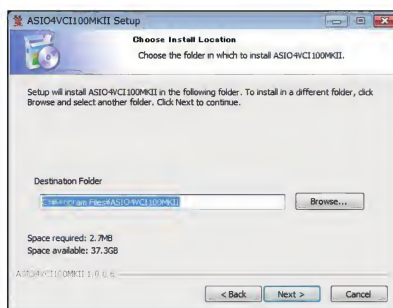 ASIO4VCI100MKII Setup
Choose Install Location
Choose the folder in which to install ASIO4VCI100MKII.
Setup will install ASIO4VCI100MKII in the following folder. To install in a different folder, click
Browse and select another folder. Click Next to continue.
Destination Folder
Files¥ASIO4VCI100MKII
Browse...
Space required: 2.7MB
Space available: 37.3GB
ASIO4VCI100MKII 1.0.0.6
< Back
Next >
Cancel